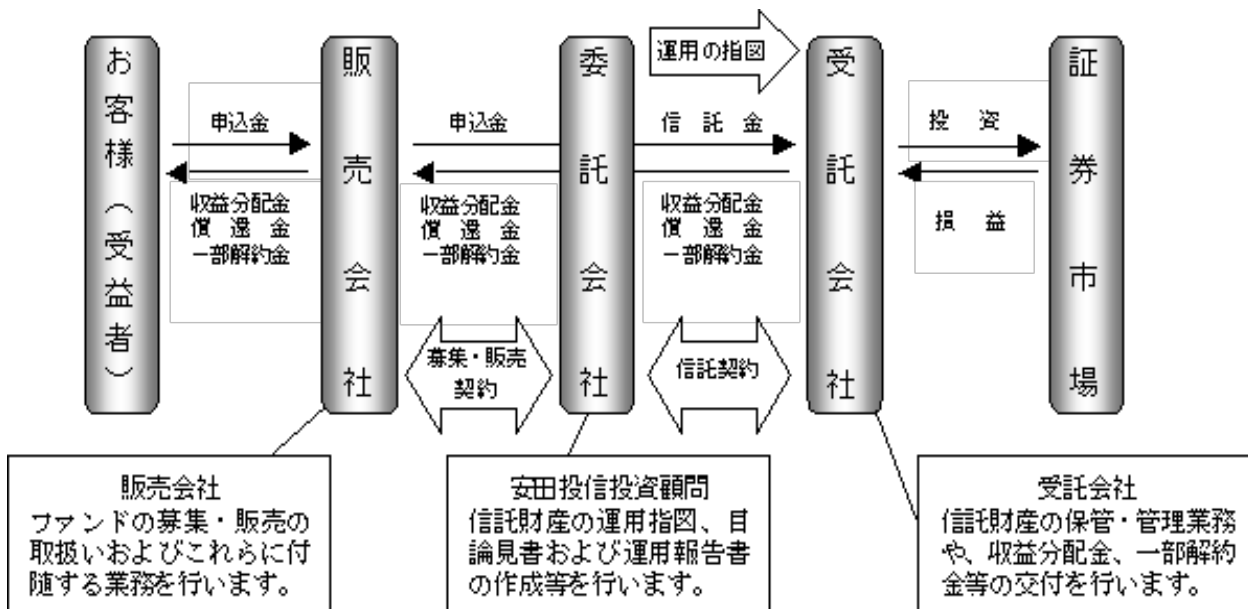 お客様（受益者）
販売会社
委託会社
運用の指図
受託会社
証券市場
申込金
申込金
信託金
投資
収益分配金
償還金
一部解約金
収益分配金
償還金
一部解約金
収益分配金
償還金
一部解約金
損益
募集・販売
契約
信託契約
販売会社
ファンドの募集・販売の
取扱いおよびこれらに付
随する業務を行います。
安田投信投資顧問
信託財産の運用指図、目
論見書および運用報告書
の作成等を行います。
受託会社
信託財産の保管・管理業務
や、収益分配金、一部解約
金等の交付を行います。